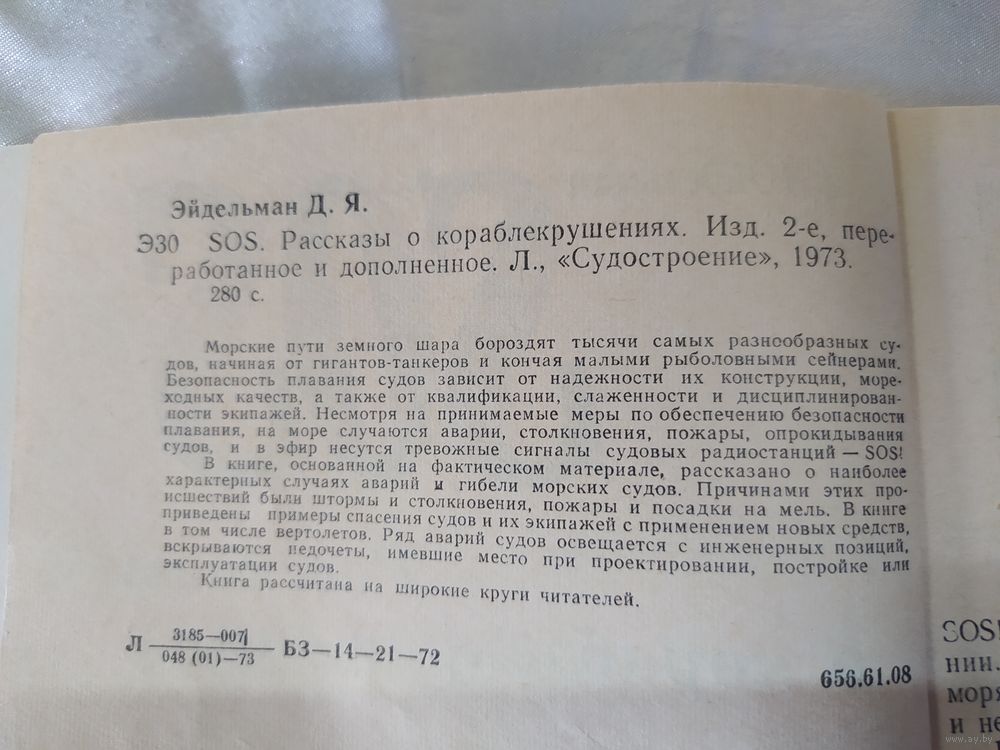 Эйдельман Д. Я.
Э30 SOS. Рассказы о кораблекрушениях. Изд. 2-е, пере-
работанное и дополненное. Л., «Судостроение», 1973.
280 с.
Морские пути земного шара бороздят тысячи самых разнообразных су-
дов, начиная от гигантов-танкеров и кончая малыми рыболовными сейнерами.
Безопасность плавания судов зависит от надежности их конструкции, море-
ходных качеств, а также от квалификации, слаженности и дисциплинирован-
ности экипажей. Несмотря на принимаемые меры по обеспечению безопасности
плавания, на море случаются аварии, столкновения, пожары, опрокидывания
судов, и в эфир несутся тревожные сигналы судовых радиостанций — SOS!
В книге, основанной на фактическом материале, рассказано о наиболее
характерных случаях аварий и гибели морских судов. Причинами этих про-
исшествий были штормы и столкновения, пожары и посадки на мель. В книге
приведены примеры спасения судов и их экипажей с применением новых средств,
в том числе вертолетов. Ряд аварий судов освещается с инженерных позиций,
вскрываются недочеты, имевшие место при проектировании, постройке или
эксплуатации судов.
Книга рассчитана на широкие круги читателей.
Л 3185—007 / 048 (01)—73 — БЗ—14—21—72
656.61.08
SOS!
нии.
моря
и не
www.ay.by